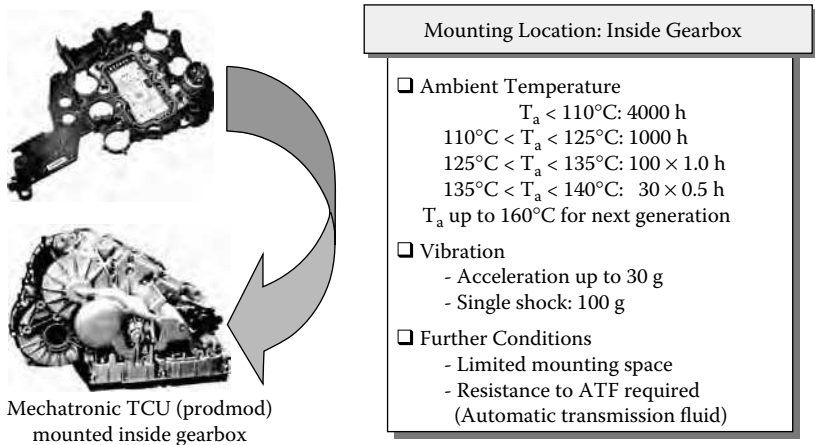 Mounting Location: Inside Gearbox
❑ Ambient Temperature
Tₐ < 110°C: 4000 h
110°C < Tₐ < 125°C: 1000 h
125°C < Tₐ < 135°C: 100 × 1.0 h
135°C < Tₐ < 140°C: 30 × 0.5 h
Tₐ up to 160°C for next generation
❑ Vibration
- Acceleration up to 30 g
- Single shock: 100 g
❑ Further Conditions
- Limited mounting space
- Resistance to ATF required
(Automatic transmission fluid)
Mechatronic TCU (prodmod)
mounted inside gearbox